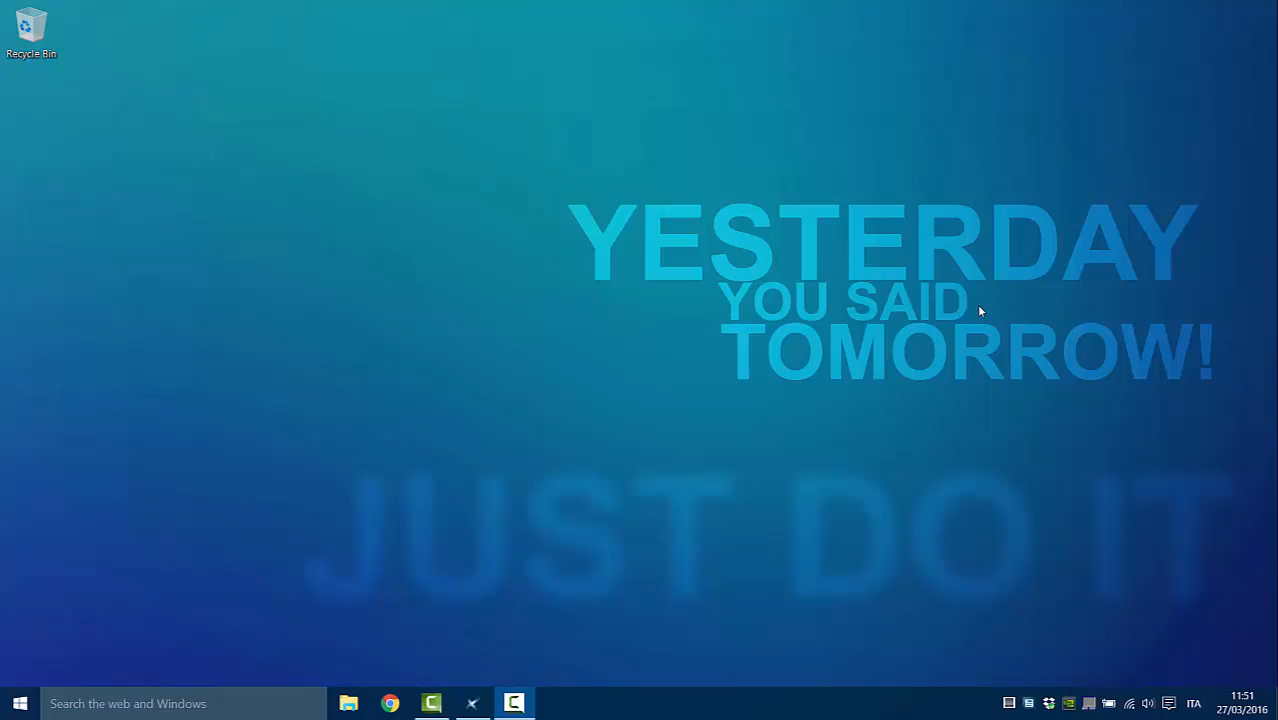 Recycle Bin
YESTERDAY
YOU SAID
TOMORROW!
JUST DO IT
Search the web and Windows
ITA
11:51
27/03/2016